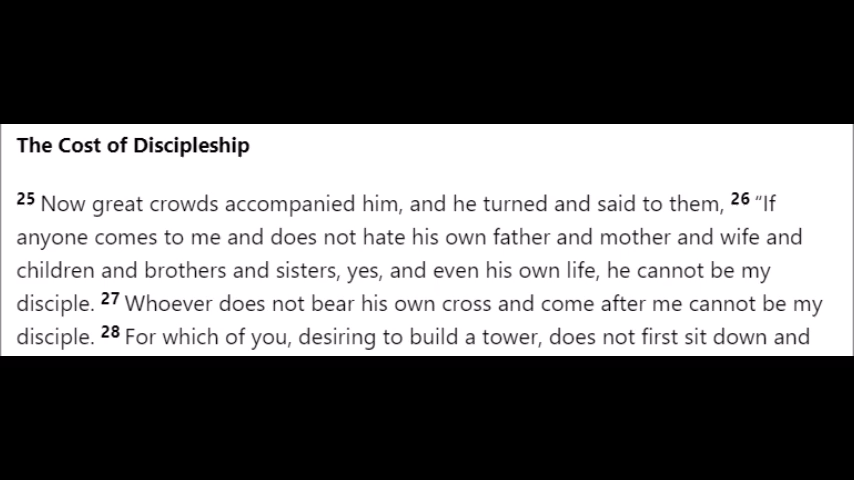 The Cost of Discipleship
25 Now great crowds accompanied him, and he turned and said to them, 26 “If
anyone comes to me and does not hate his own father and mother and wife and
children and brothers and sisters, yes, and even his own life, he cannot be my
disciple. 27 Whoever does not bear his own cross and come after me cannot be my
disciple. 28 For which of you, desiring to build a tower, does not first sit down and